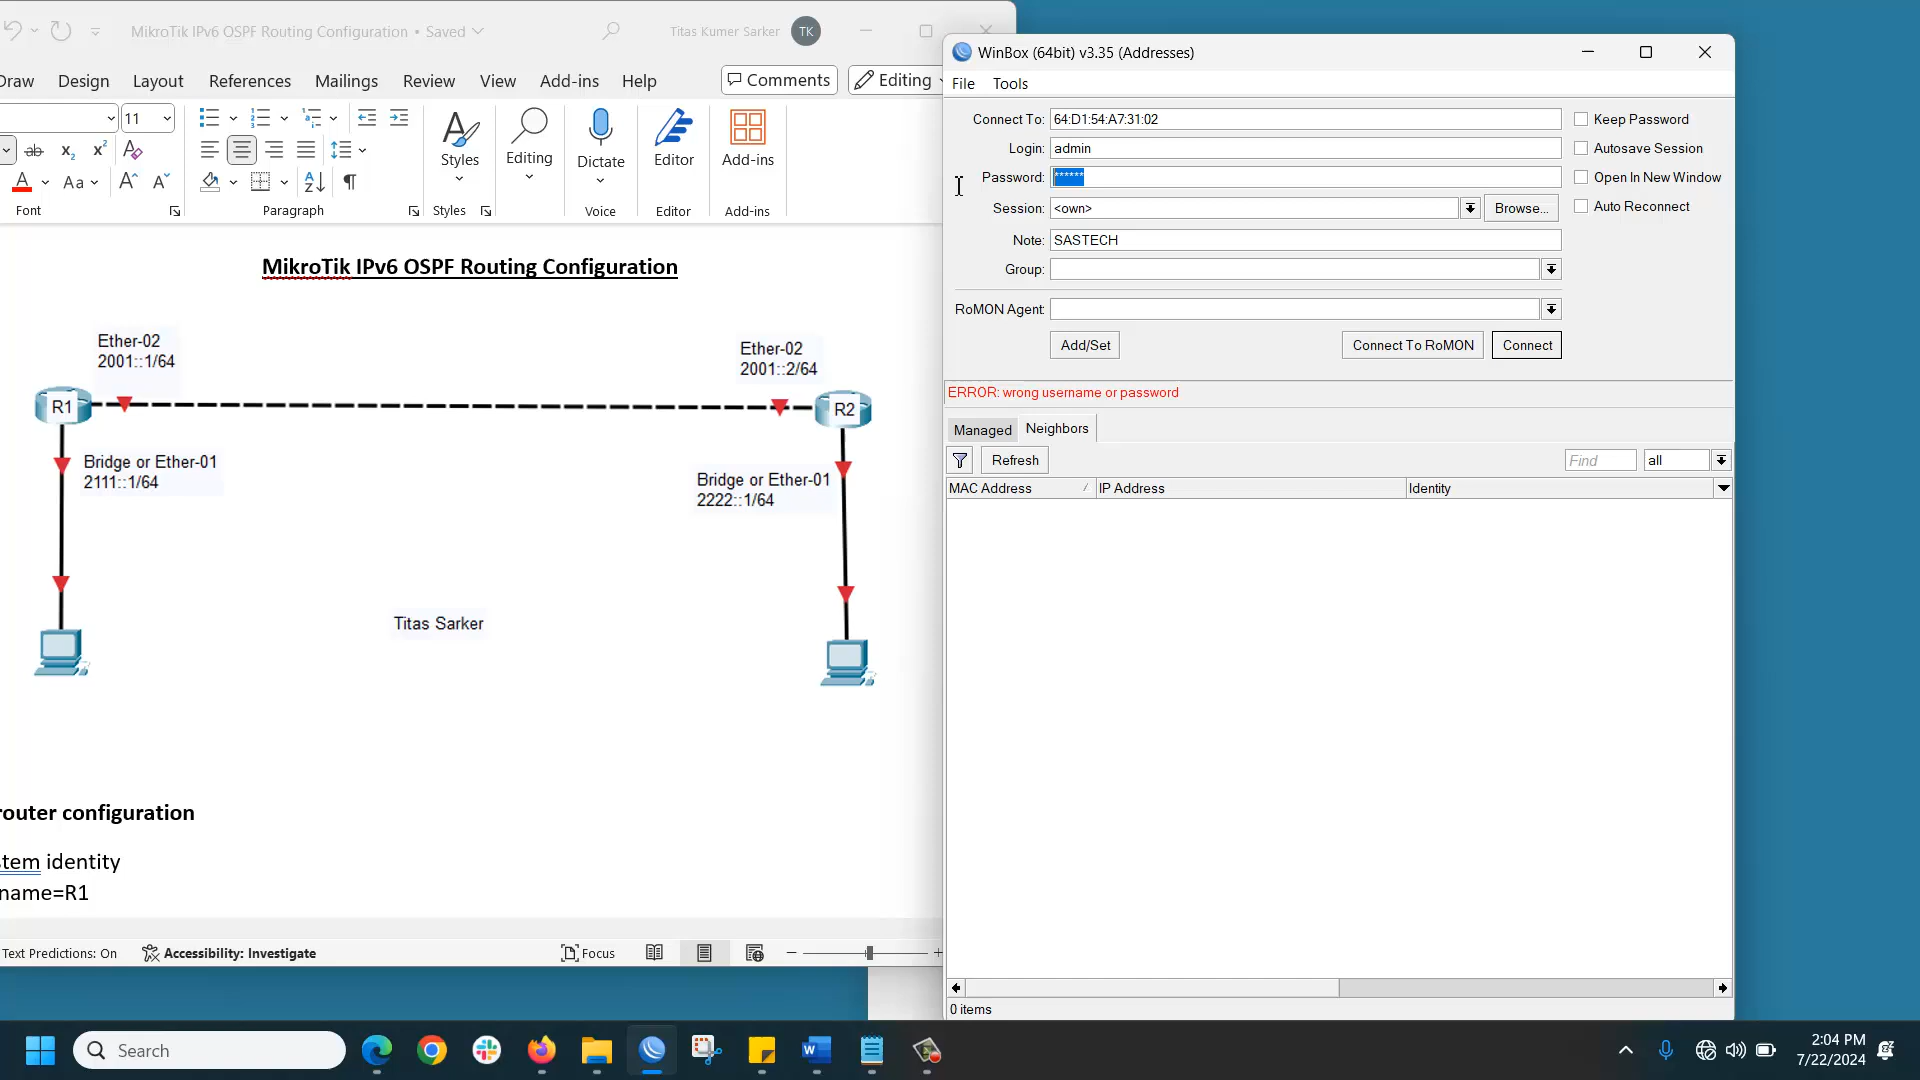 MikroTik IPv6 OSPF Routing Configuration • Saved
Titas Kumar Sarker
TK
Draw Design Layout References Mailings Review View Add-ins Help
Comments
Editing
11
Aa
Font
Paragraph
Styles
Styles
Editing
Dictate
Voice
Editor
Editor
Add-ins
Add-ins
MikroTik IPv6 OSPF Routing Configuration
Ether-02
2001::1/64
Ether-02
2001::2/64
R1
R2
Bridge or Ether-01
2111::1/64
Bridge or Ether-01
2222::1/64
Titas Sarker
router configuration
stem identity
name=R1
Text Predictions: On
Accessibility: Investigate
Focus
WinBox (64bit) v3.35 (Addresses)
File Tools
Connect To: 64:D1:54:A7:31:02
Keep Password
Login: admin
Autosave Session
Password: ******
Open In New Window
Session: <own>
Browse...
Auto Reconnect
Note: SASTECH
Group:
RoMON Agent:
Add/Set
Connect To RoMON
Connect
ERROR: wrong username or password
Managed
Neighbors
Refresh
Find
all
MAC Address
IP Address
Identity
0 items
Search
2:04 PM
7/22/2024